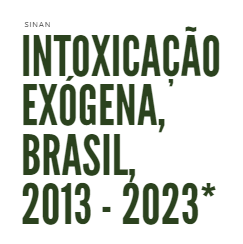 SINAN
INTOXICAÇÃO
EXÓGENA,
BRASIL,
2013 - 2023*